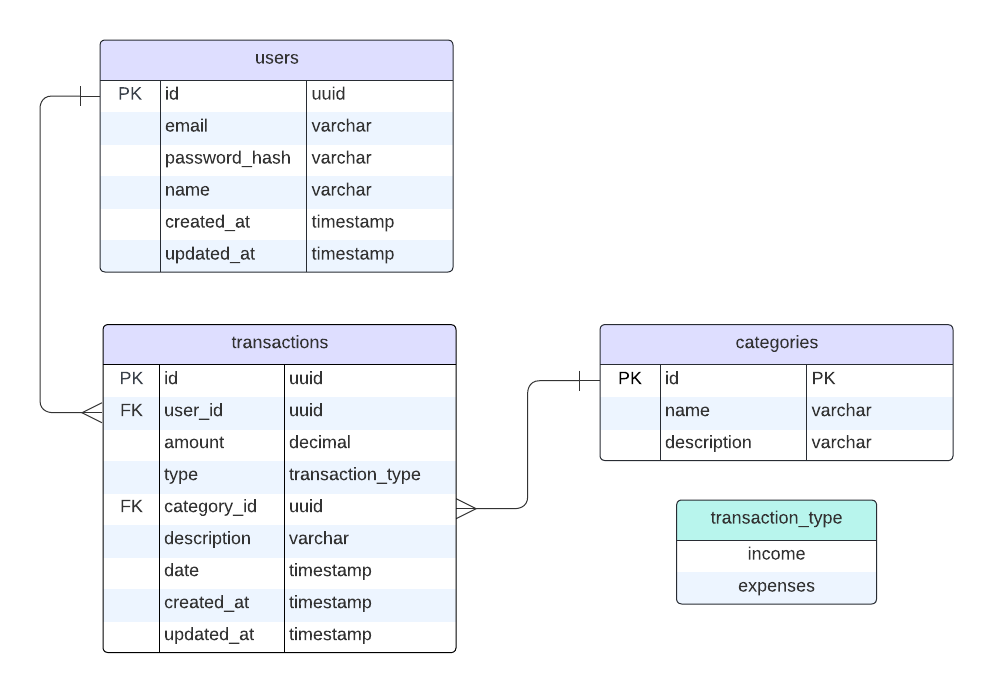 users
PK id uuid
email varchar
password_hash varchar
name varchar
created_at timestamp
updated_at timestamp
transactions
PK id uuid
FK user_id uuid
amount decimal
type transaction_type
FK category_id uuid
description varchar
date timestamp
created_at timestamp
updated_at timestamp
categories
PK id PK
name varchar
description varchar
transaction_type
income
expenses